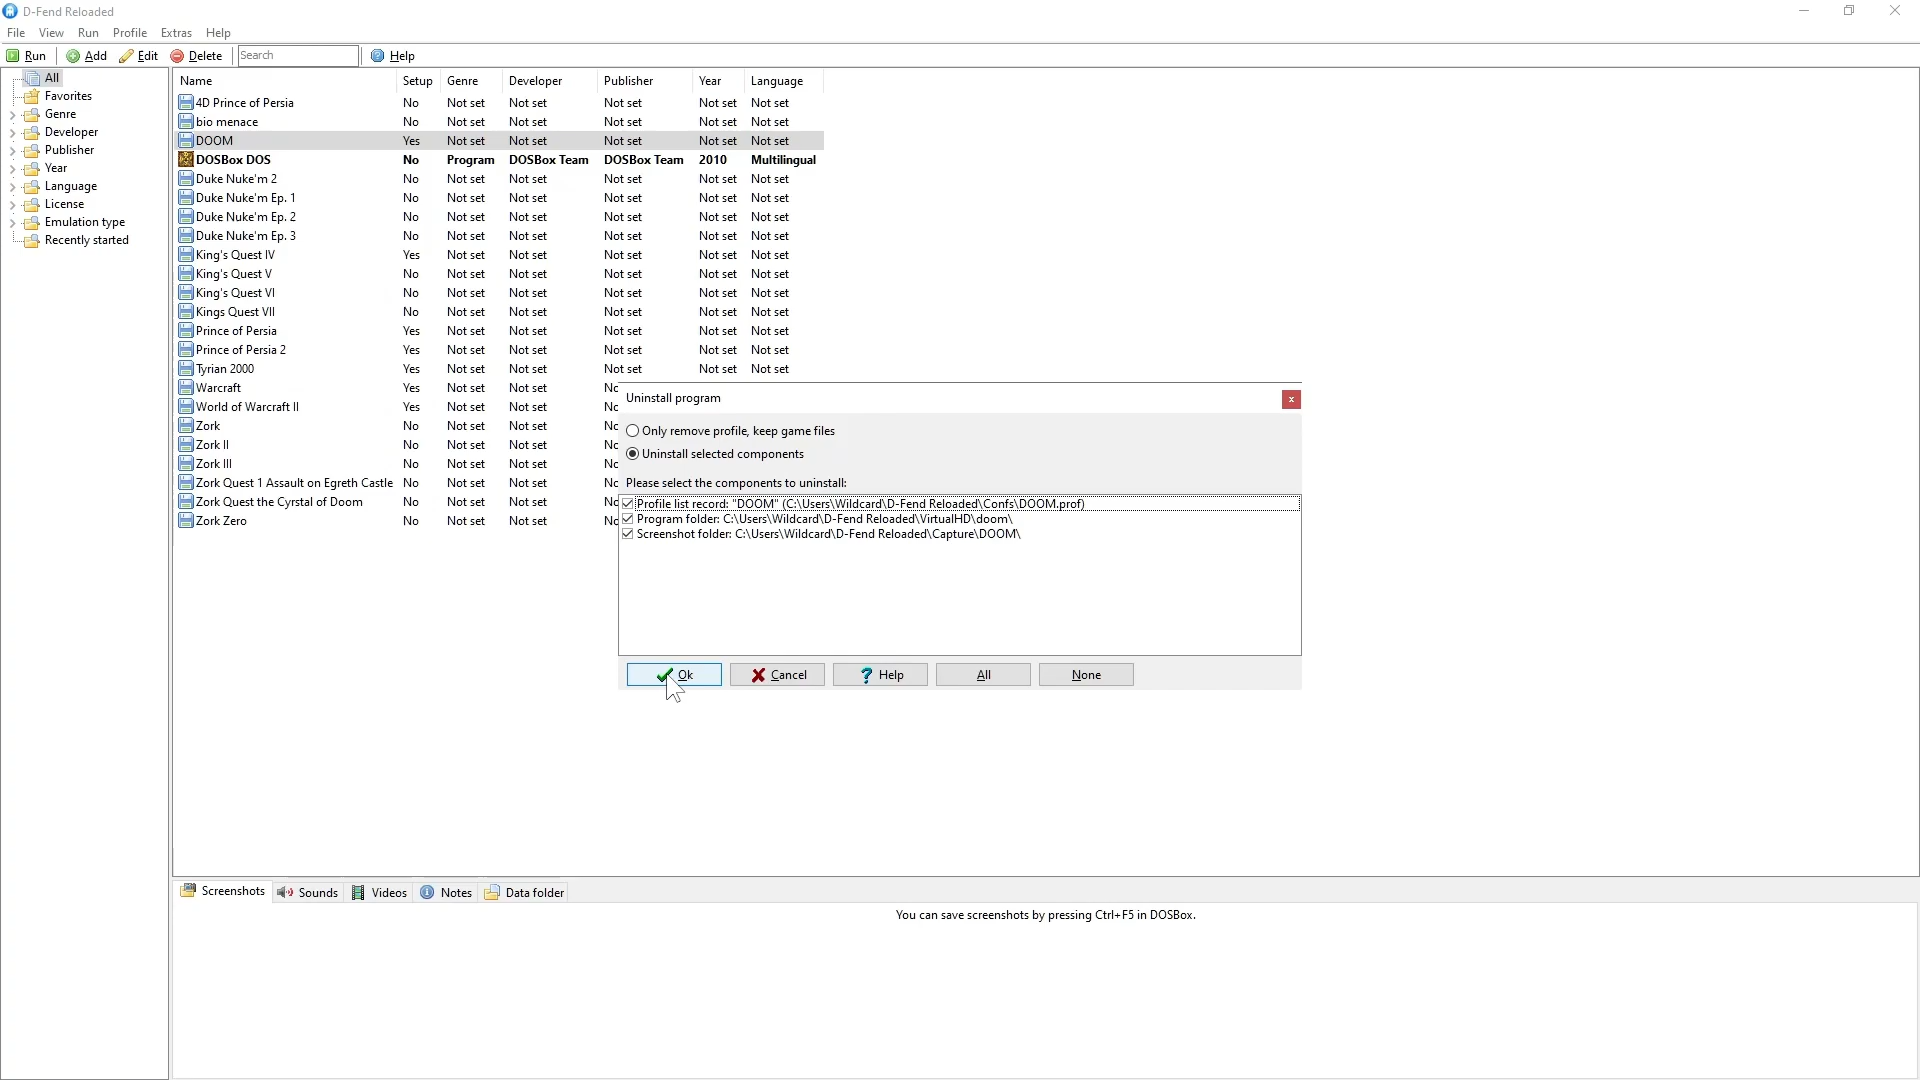 D-Fend Reloaded
File View Run Profile Extras Help
Run Add Edit Delete Search Help
All
Favorites
Genre
Developer
Publisher
Year
Language
License
Emulation type
Recently started
Name Setup Genre Developer Publisher Year Language
4D Prince of Persia No Not set Not set Not set Not set Not set
bio menace No Not set Not set Not set Not set Not set
DOOM Yes Not set Not set Not set Not set Not set
DOSBox DOS No Program DOSBox Team DOSBox Team 2010 Multilingual
Duke Nuke'm 2 No Not set Not set Not set Not set Not set
Duke Nuke'm Ep. 1 No Not set Not set Not set Not set Not set
Duke Nuke'm Ep. 2 No Not set Not set Not set Not set Not set
Duke Nuke'm Ep. 3 No Not set Not set Not set Not set Not set
King's Quest IV Yes Not set Not set Not set Not set Not set
King's Quest V No Not set Not set Not set Not set Not set
King's Quest VI No Not set Not set Not set Not set Not set
Kings Quest VII No Not set Not set Not set Not set Not set
Prince of Persia Yes Not set Not set Not set Not set Not set
Prince of Persia 2 Yes Not set Not set Not set Not set Not set
Tyrian 2000 Yes Not set Not set Not set Not set Not set
Warcraft Yes Not set Not set No
World of Warcraft II Yes Not set Not set No
Zork No Not set Not set No
Zork II No Not set Not set No
Zork III No Not set Not set No
Zork Quest 1 Assault on Egreth Castle No Not set Not set No
Zork Quest the Cyrstal of Doom No Not set Not set No
Zork Zero No Not set Not set No
Uninstall program
Only remove profile, keep game files
Uninstall selected components
Please select the components to uninstall:
Profile list record: "DOOM" (C:\Users\Wildcard\D-Fend Reloaded\Confs\DOOM.prof)
Program folder: C:\Users\Wildcard\D-Fend Reloaded\VirtualHD\doom\
Screenshot folder: C:\Users\Wildcard\D-Fend Reloaded\Capture\DOOM\
Ok Cancel Help All None
Screenshots Sounds Videos Notes Data folder
You can save screenshots by pressing Ctrl+F5 in DOSBox.